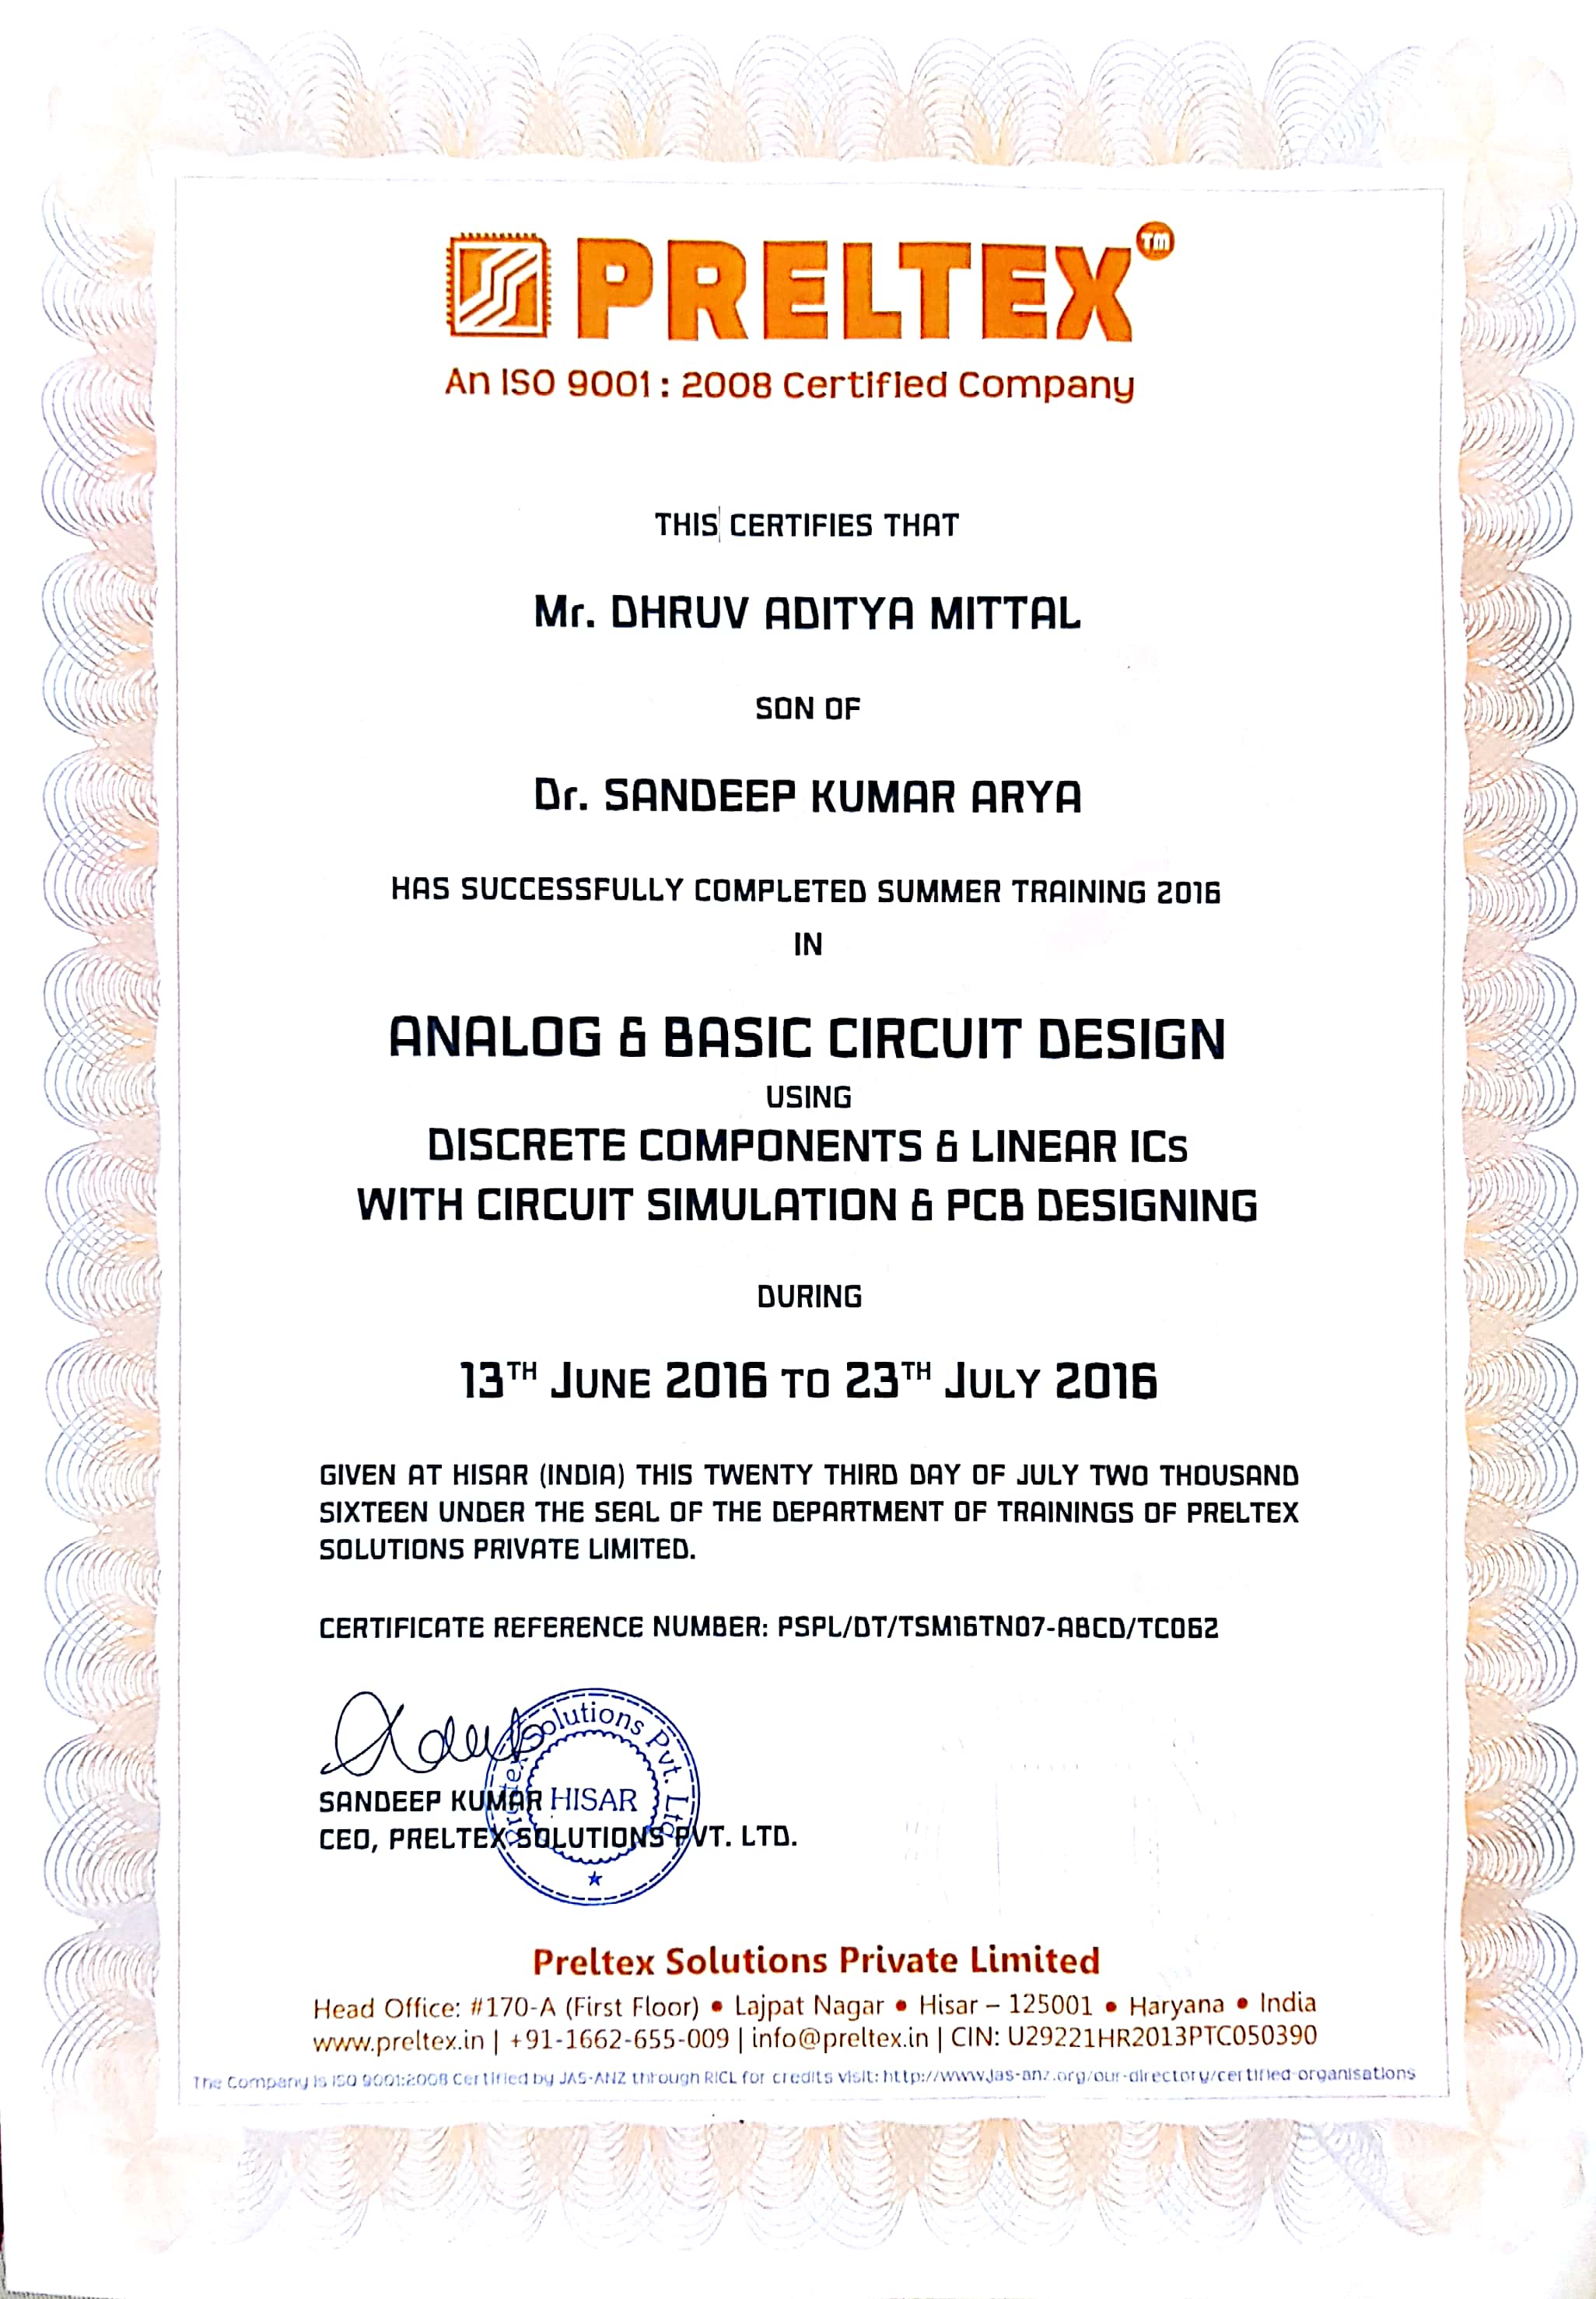 PRELTEX™
An ISO 9001 : 2008 Certified Company
THIS CERTIFIES THAT
Mr. DHRUV ADITYA MITTAL
SON OF
Dr. SANDEEP KUMAR ARYA
HAS SUCCESSFULLY COMPLETED SUMMER TRAINING 2016
IN
ANALOG & BASIC CIRCUIT DESIGN
USING
DISCRETE COMPONENTS & LINEAR ICs
WITH CIRCUIT SIMULATION & PCB DESIGNING
DURING
13TH JUNE 2016 TO 23TH JULY 2016
GIVEN AT HISAR (INDIA) THIS TWENTY THIRD DAY OF JULY TWO THOUSAND
SIXTEEN UNDER THE SEAL OF THE DEPARTMENT OF TRAININGS OF PRELTEX
SOLUTIONS PRIVATE LIMITED.
CERTIFICATE REFERENCE NUMBER: PSPL/DT/TSM16TN07-ABCD/TC062
Preltex Solutions Pvt. Ltd.
HISAR
SANDEEP KUMAR
CEO, PRELTEX SOLUTIONS PVT. LTD.
Preltex Solutions Private Limited
Head Office: #170-A (First Floor) • Lajpat Nagar • Hisar – 125001 • Haryana • India
www.preltex.in | +91-1662-655-009 | info@preltex.in | CIN: U29221HR2013PTC050390
The Company is ISO 9001:2008 Certified by JAS-ANZ through RICL for credits visit: http://www.jas-anz.org/our-directory/certified-organisations